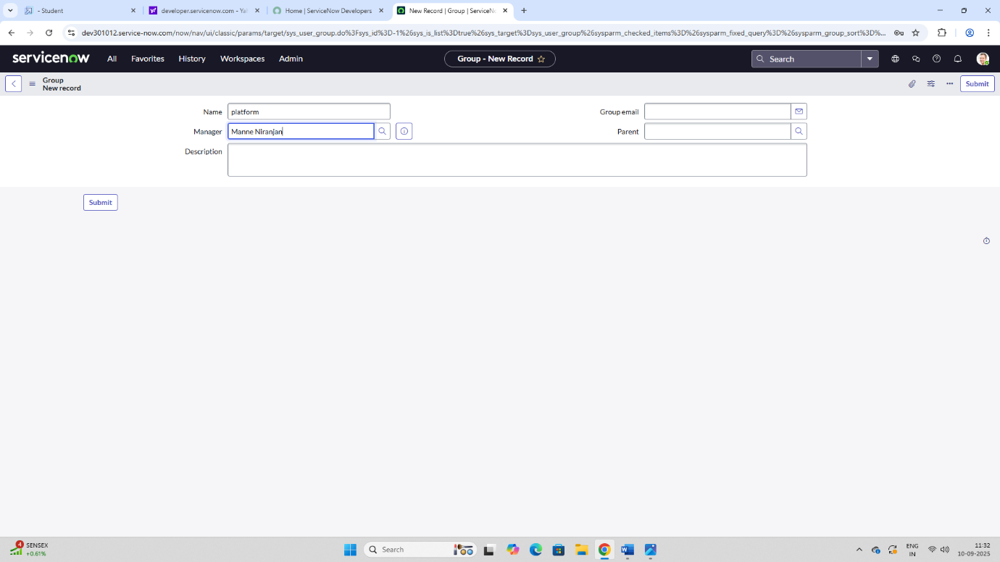 - Student
developer.servicenow.com - Ya
Home | ServiceNow Developers
New Record | Group | ServiceNo
dev301012.service-now.com/now/nav/ui/classic/params/target/sys_user_group.do%3Fsys_id%3D-1%26sys_is_list%3Dtrue%26sys_target%3Dsys_user_group%26sysparm_checked_items%3D%26sysparm_fixed_query%3D%26sysparm_group_sort%3D%...
servicenow
All
Favorites
History
Workspaces
Admin
Group - New Record
Search
Group
New record
Submit
Name
platform
Group email
Manager
Manne Niranjan
Parent
Description
Submit
4
SENSEX
+0.61%
Search
ENG
IN
11:32
10-09-2025